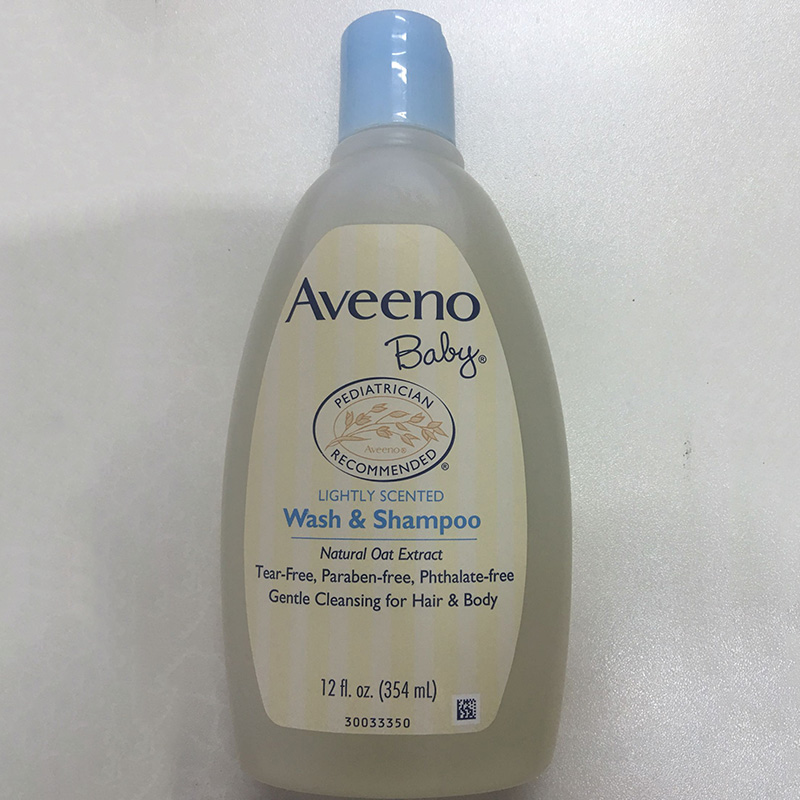 Aveeno
Baby®
PEDIATRICIAN
Aveeno®
RECOMMENDED®
LIGHTLY SCENTED
Wash & Shampoo
Natural Oat Extract
Tear-Free, Paraben-free, Phthalate-free
Gentle Cleansing for Hair & Body
12 fl. oz. (354 mL)
30033350